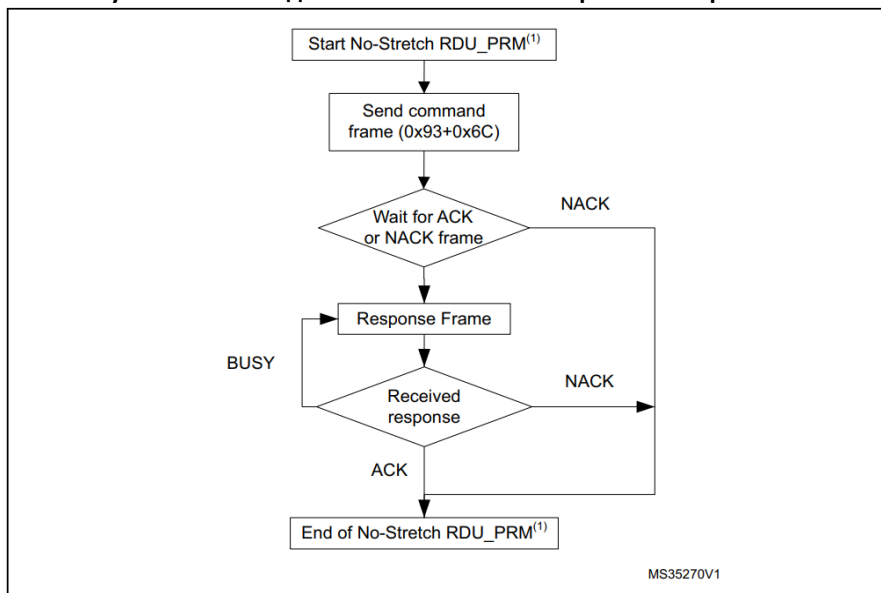 Start No-Stretch RDU_PRM(1)
Send command
frame (0x93+0x6C)
Wait for ACK
or NACK frame
NACK
Response Frame
BUSY
Received
response
NACK
ACK
End of No-Stretch RDU_PRM(1)
MS35270V1